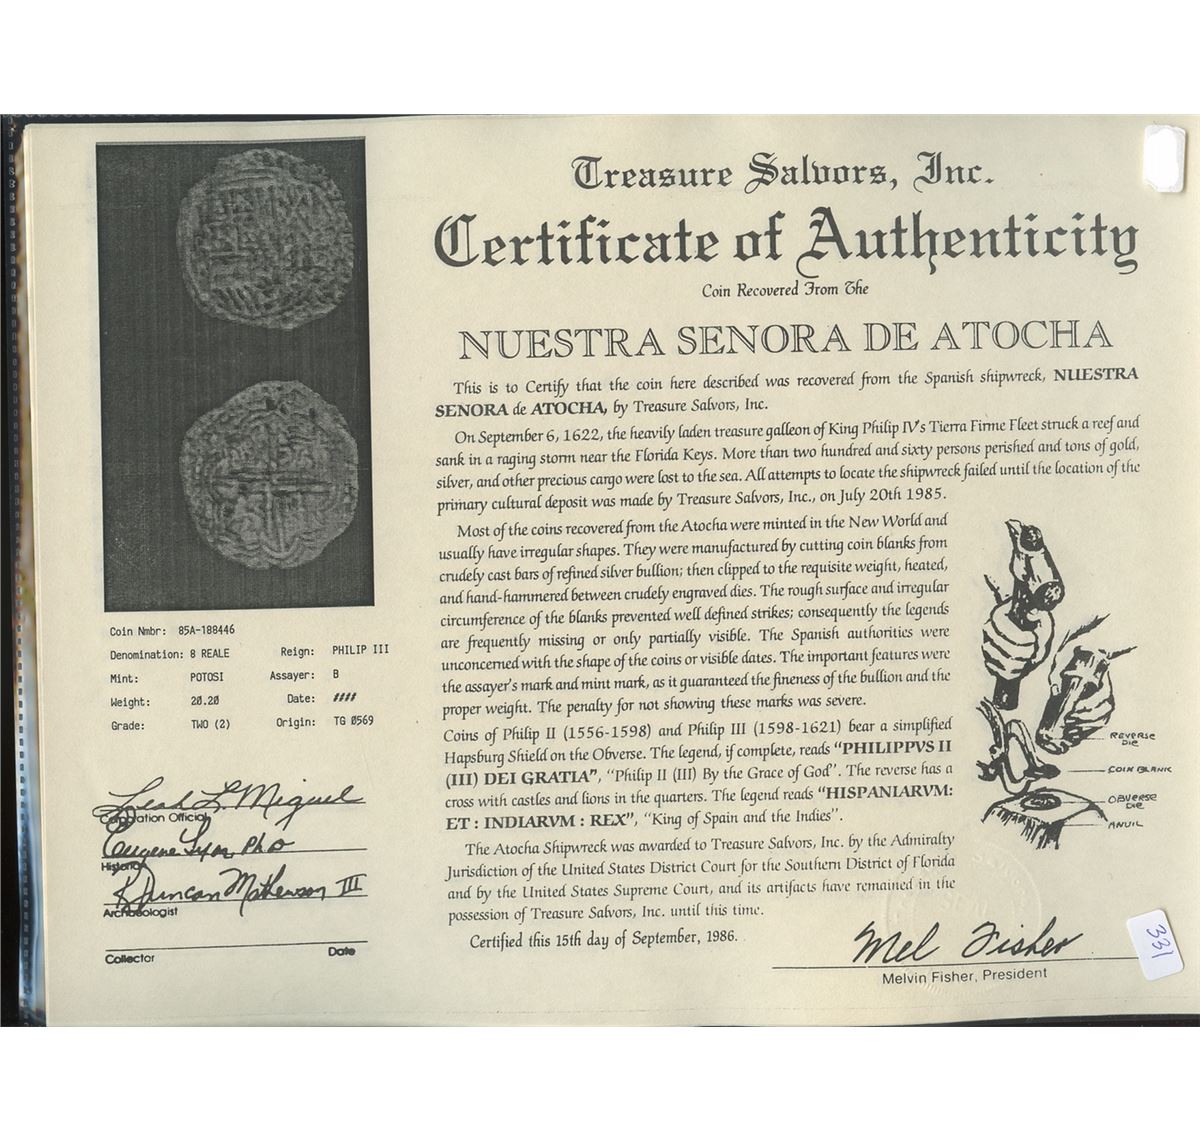 Treasure Salvors, Inc.
Certificate of Authenticity
Coin Recovered From The
NUESTRA SENORA DE ATOCHA
This is to Certify that the coin here described was recovered from the Spanish shipwreck, NUESTRA
SENORA de ATOCHA, by Treasure Salvors, Inc.
On September 6, 1622, the heavily laden treasure galleon of King Philip IV's Tierra Firme Fleet struck a reef and
sank in a raging storm near the Florida Keys. More than two hundred and sixty persons perished and tons of gold,
silver, and other precious cargo were lost to the sea. All attempts to locate the shipwreck failed until the location of the
primary cultural deposit was made by Treasure Salvors, Inc., on July 20th 1985.
Most of the coins recovered from the Atocha were minted in the New World and
usually have irregular shapes. They were manufactured by cutting coin blanks from
crudely cast bars of refined silver bullion; then clipped to the requisite weight, heated,
and hand-hammered between crudely engraved dies. The rough surface and irregular
circumference of the blanks prevented well defined strikes; consequently the legends
are frequently missing or only partially visible. The Spanish authorities were
unconcerned with the shape of the coins or visible dates. The important features were
the assayer's mark and mint mark, as it guaranteed the fineness of the bullion and the
proper weight. The penalty for not showing these marks was severe.
Coins of Philip II (1556-1598) and Philip III (1598-1621) bear a simplified
Hapsburg Shield on the Obverse. The legend, if complete, reads "PHILIPPVS II
(III) DEI GRATIA", "Philip II (III) By the Grace of God". The reverse has a
cross with castles and lions in the quarters. The legend reads "HISPANIARVM:
ET : INDIARVM : REX", "King of Spain and the Indies".
The Atocha Shipwreck was awarded to Treasure Salvors, Inc. by the Admiralty
Jurisdiction of the United States District Court for the Southern District of Florida
and by the United States Supreme Court, and its artifacts have remained in the
possession of Treasure Salvors, Inc. until this time.
Certified this 15th day of September, 1986.
Mel Fisher
Melvin Fisher, President
REVERSE
DIE
COIN BLANK
OBVERSE
DIE
ANVIL
331
Coin Nmbr: 85A-188446
Denomination: 8 REALE Reign: PHILIP III
Mint: POTOSI Assayer: B
Weight: 20.20 Date: ####
Grade: TWO (2) Origin: TG 0569
Leah L. Miguel
Corporation Official
Eugene Lyon PhD
Historian
R Duncan Mathewson III
Archaeologist
Collector Date